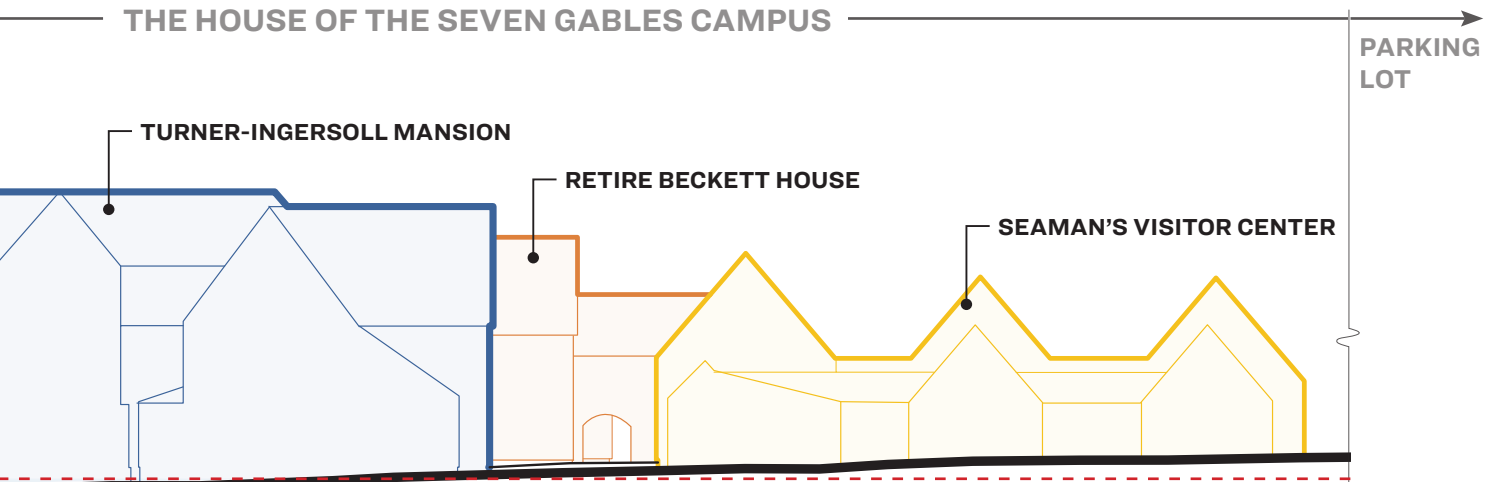 THE HOUSE OF THE SEVEN GABLES CAMPUS
PARKING
LOT
TURNER-INGERSOLL MANSION
RETIRE BECKETT HOUSE
SEAMAN’S VISITOR CENTER